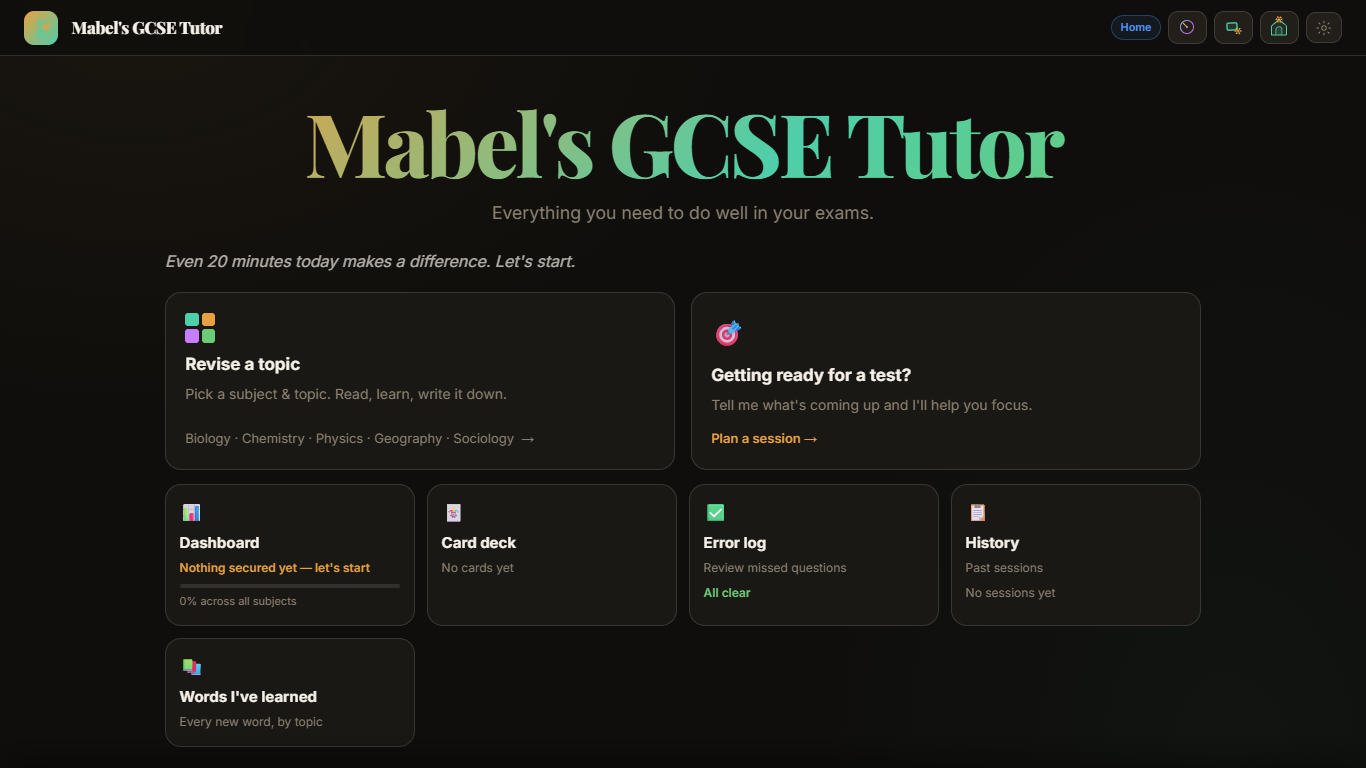 Mabel's GCSE Tutor
Home
Mabel's GCSE Tutor
Everything you need to do well in your exams.
Even 20 minutes today makes a difference. Let's start.
Revise a topic
Pick a subject & topic. Read, learn, write it down.
Biology · Chemistry · Physics · Geography · Sociology →
Getting ready for a test?
Tell me what's coming up and I'll help you focus.
Plan a session →
Dashboard
Nothing secured yet — let's start
0% across all subjects
Card deck
No cards yet
Error log
Review missed questions
All clear
History
Past sessions
No sessions yet
Words I've learned
Every new word, by topic